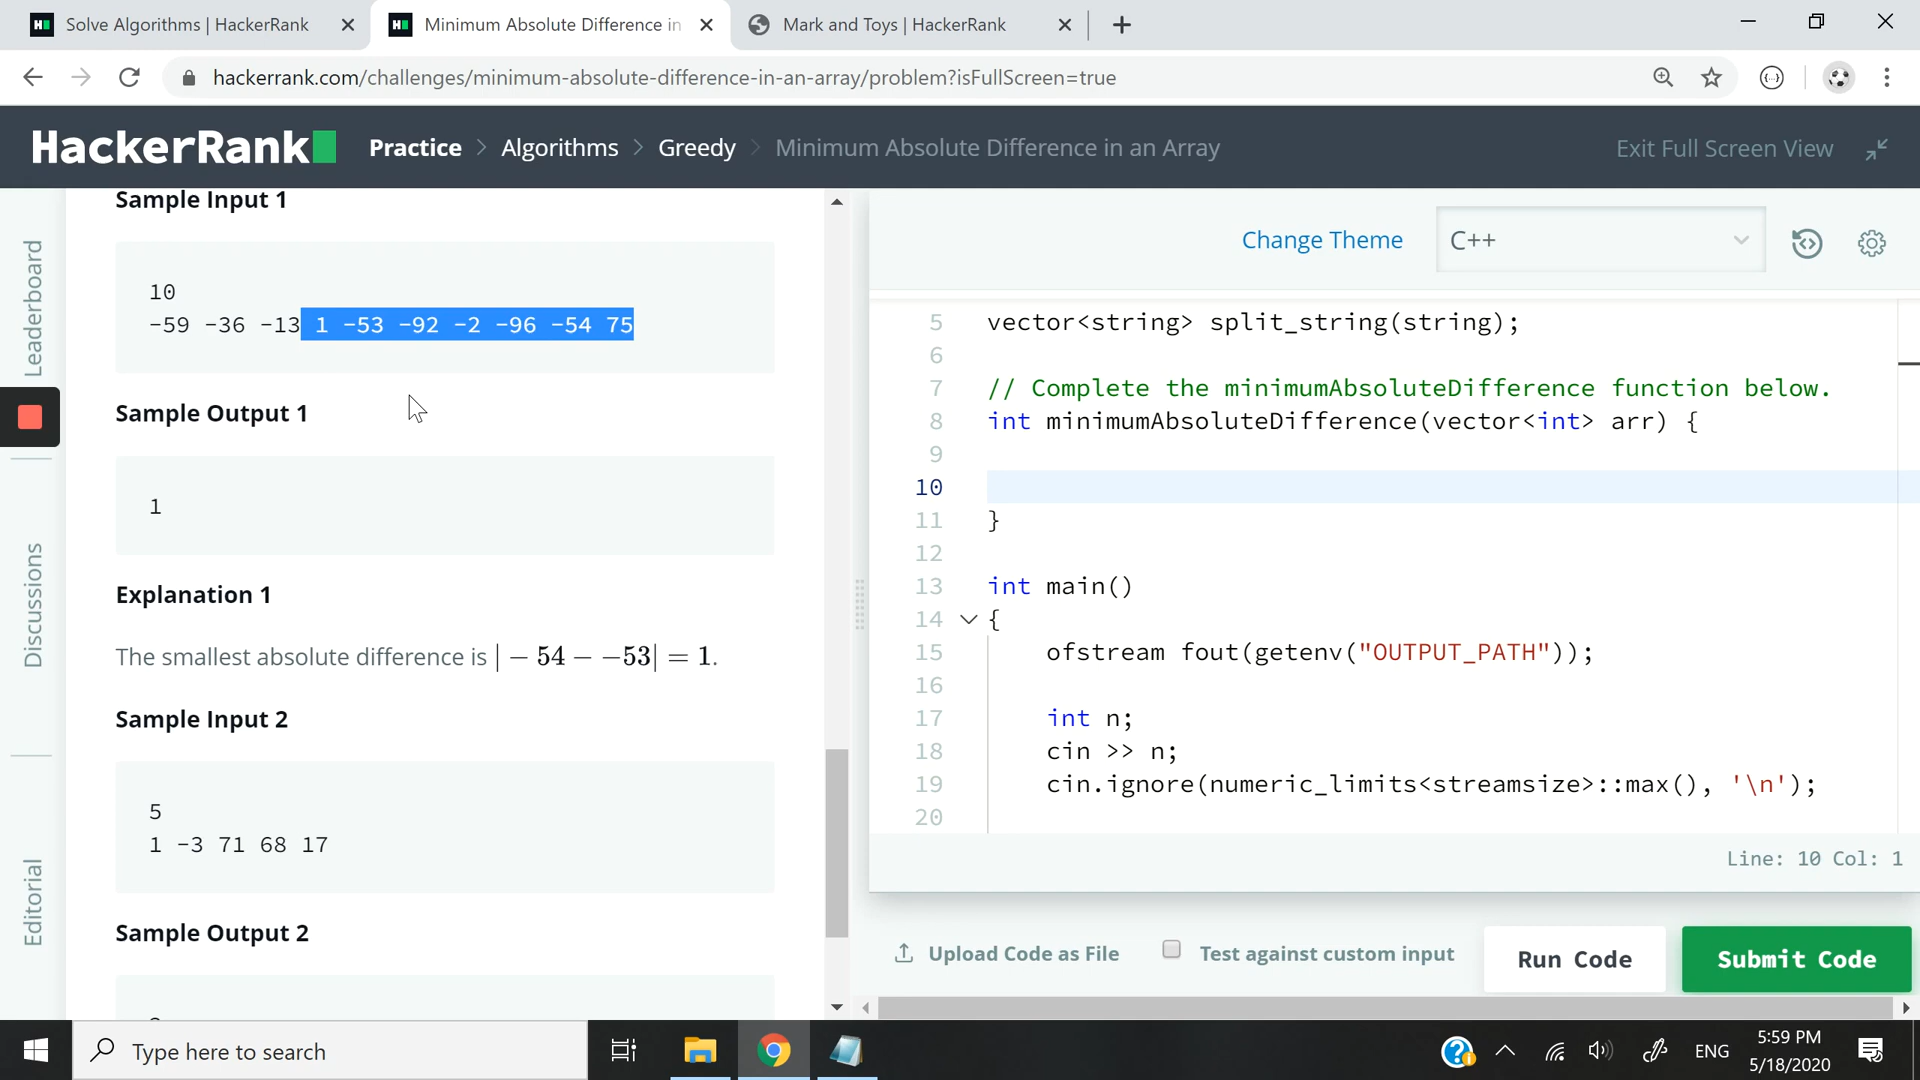 Solve Algorithms | HackerRank
Minimum Absolute Difference in
Mark and Toys | HackerRank
hackerrank.com/challenges/minimum-absolute-difference-in-an-array/problem?isFullScreen=true
HackerRank
Practice > Algorithms > Greedy > Minimum Absolute Difference in an Array
Exit Full Screen View
Leaderboard
Discussions
Editorial
Sample Input 1
10
-59 -36 -13 1 -53 -92 -2 -96 -54 75
Sample Output 1
1
Explanation 1
The smallest absolute difference is |− 54 − −53| = 1.
Sample Input 2
5
1 -3 71 68 17
Sample Output 2
Change Theme
C++
5 vector<string> split_string(string);
6
7 // Complete the minimumAbsoluteDifference function below.
8 int minimumAbsoluteDifference(vector<int> arr) {
9
10
11 }
12
13 int main()
14 {
15 ofstream fout(getenv("OUTPUT_PATH"));
16
17 int n;
18 cin >> n;
19 cin.ignore(numeric_limits<streamsize>::max(), '\n');
20
Line: 10 Col: 1
Upload Code as File
Test against custom input
Run Code
Submit Code
Type here to search
ENG
5:59 PM
5/18/2020